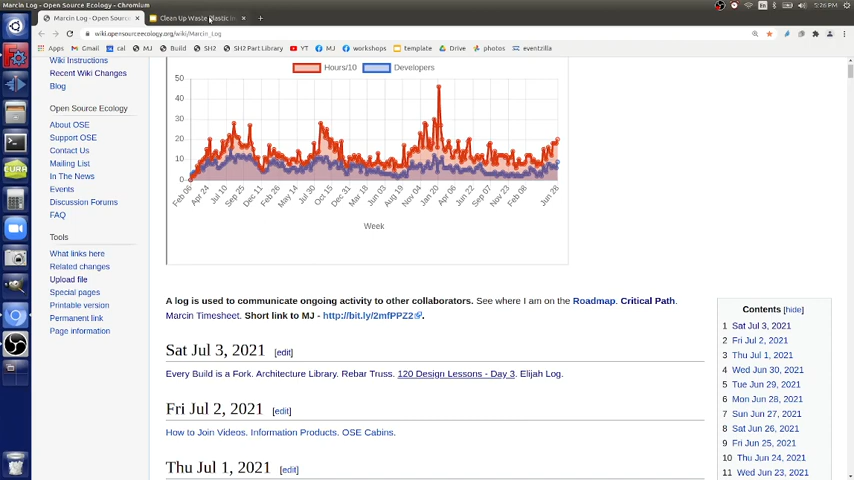 Marcin Log - Open Source Ecology - Chromium
En
5:26 PM
Marcin Log - Open Source
Clean Up Waste Plastic in
wiki.opensourceecology.org/wiki/Marcin_Log
Apps Gmail cal MJ Build SH2 SH2 Part Library YT MJ workshops template Drive photos eventzilla
Wiki Instructions
Recent Wiki Changes
Blog
Open Source Ecology
About OSE
Support OSE
Contact Us
Mailing List
In The News
Events
Discussion Forums
FAQ
Tools
What links here
Related changes
Upload file
Special pages
Printable version
Permanent link
Page information
Hours/10 Developers
50
40
30
20
10
0
Feb 06 Apr 24 Jul 10 Sep 25 Dec 11 Feb 26 May 14 Jul 30 Oct 15 Dec 31 Mar 18 Jun 03 Aug 19 Nov 04 Jan 20 Apr 06 Jun 22 Sep 07 Nov 23 Feb 08 Jun 28
Week
A log is used to communicate ongoing activity to other collaborators. See where I am on the Roadmap. Critical Path.
Marcin Timesheet. Short link to MJ - http://bit.ly/2mfPPZ2.
Sat Jul 3, 2021 [edit]
Every Build is a Fork. Architecture Library. Rebar Truss. 120 Design Lessons - Day 3. Elijah Log.
Fri Jul 2, 2021 [edit]
How to Join Videos. Information Products. OSE Cabins.
Thu Jul 1, 2021 [edit]
Contents [hide]
1 Sat Jul 3, 2021
2 Fri Jul 2, 2021
3 Thu Jul 1, 2021
4 Wed Jun 30, 2021
5 Tue Jun 29, 2021
6 Mon Jun 28, 2021
7 Sun Jun 27, 2021
8 Sat Jun 26, 2021
9 Fri Jun 25, 2021
10 Thu Jun 24, 2021
11 Wed Jun 23, 2021
CURA